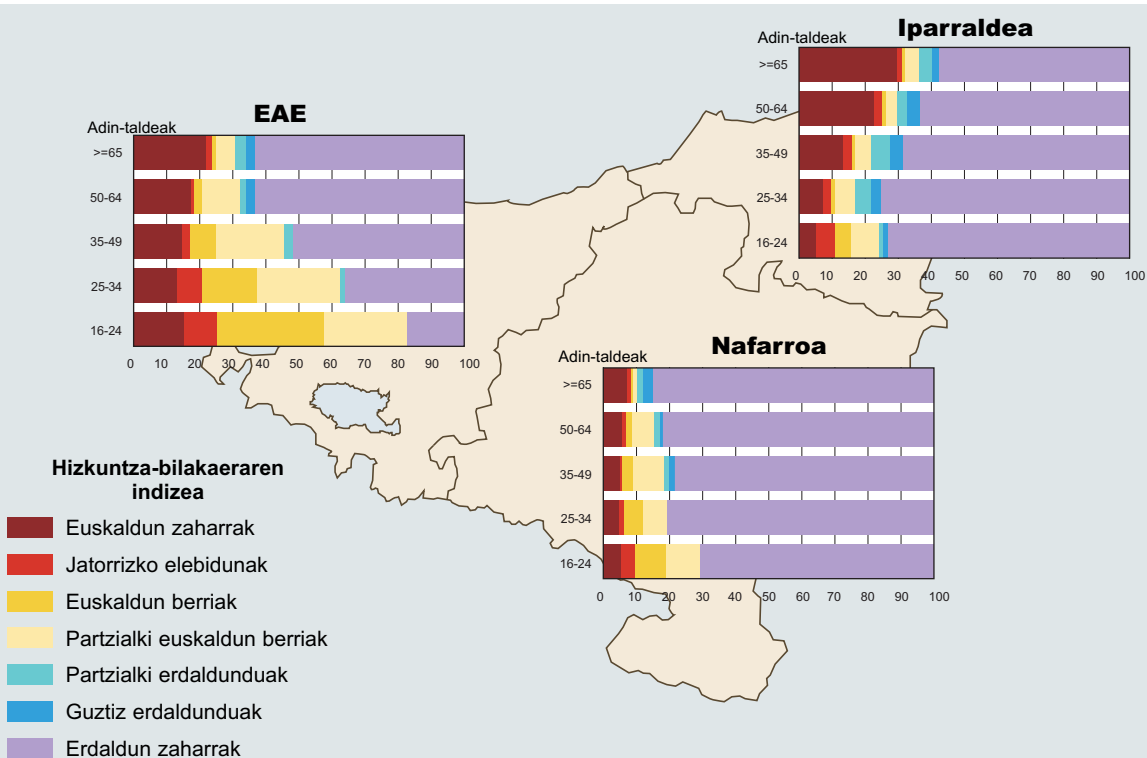 Iparraldea
Adin-taldeak
>=65
50-64
35-49
25-34
16-24
0 10 20 30 40 50 60 70 80 90 100
EAE
Adin-taldeak
>=65
50-64
35-49
25-34
16-24
0 10 20 30 40 50 60 70 80 90 100
Nafarroa
Adin-taldeak
>=65
50-64
35-49
25-34
16-24
0 10 20 30 40 50 60 70 80 90 100
Hizkuntza-bilakaeraren
indizea
Euskaldun zaharrak
Jatorrizko elebidunak
Euskaldun berriak
Partzialki euskaldun berriak
Partzialki erdaldunduak
Guztiz erdaldunduak
Erdaldun zaharrak